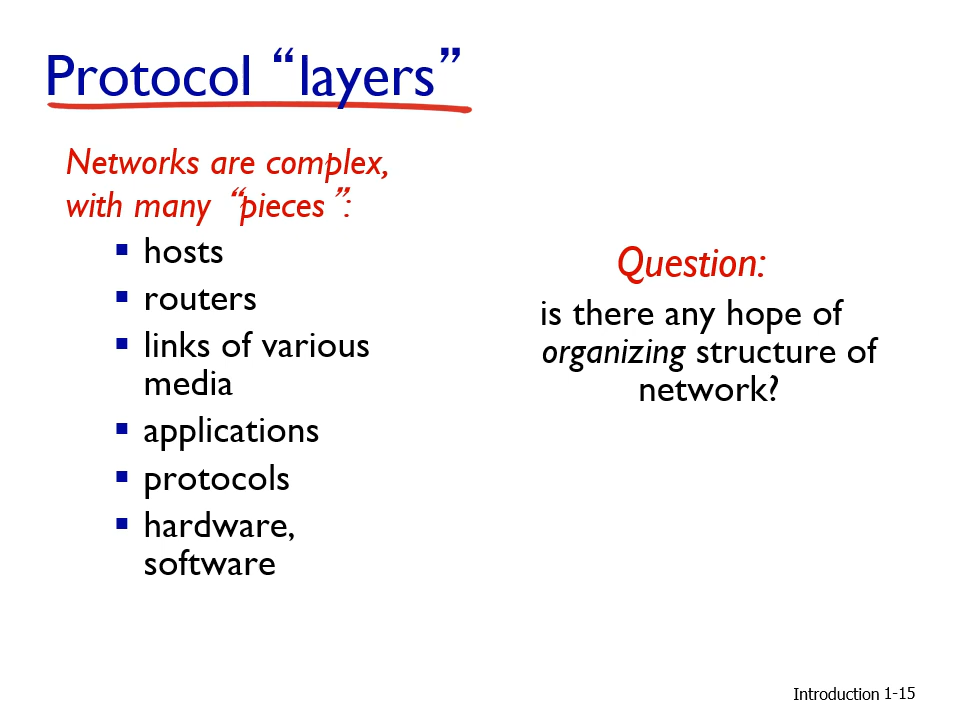 Protocol “layers”
Networks are complex,
with many “pieces”:
▪ hosts
▪ routers
▪ links of various
media
▪ applications
▪ protocols
▪ hardware,
software
Question:
is there any hope of
organizing structure of
network?
Introduction 1-15